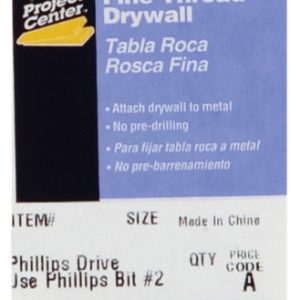 Project
Center.
Fine Thread
Drywall
Tabla Roca
Rosca Fina
• Attach drywall to metal
• No pre-drilling
• Para fijar tabla roca a metal
• No pre-barrenamiento
ITEM# SIZE Made in China
Phillips Drive
Use Phillips Bit #2
QTY PRICE
CODE
A